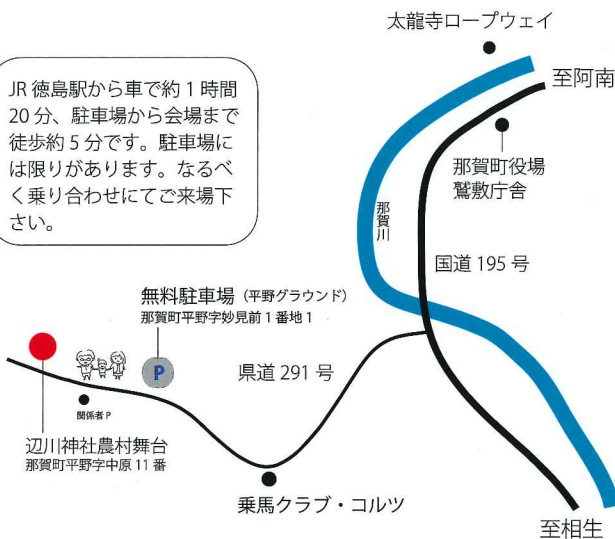 太龍寺ロープウェイ
至阿南
JR 徳島駅から車で約 1 時間
20 分、駐車場から会場まで
徒歩約 5 分です。駐車場に
は限りがあります。なるべ
く乗り合わせにてご来場下
さい。
那賀町役場
鷲敷庁舎
那賀川
国道 195 号
無料駐車場（平野グラウンド）
那賀町平野字妙見前 1 番地 1
P
県道 291 号
関係者 P
辺川神社農村舞台
那賀町平野字中原 11 番
乗馬クラブ・コルツ
至相生